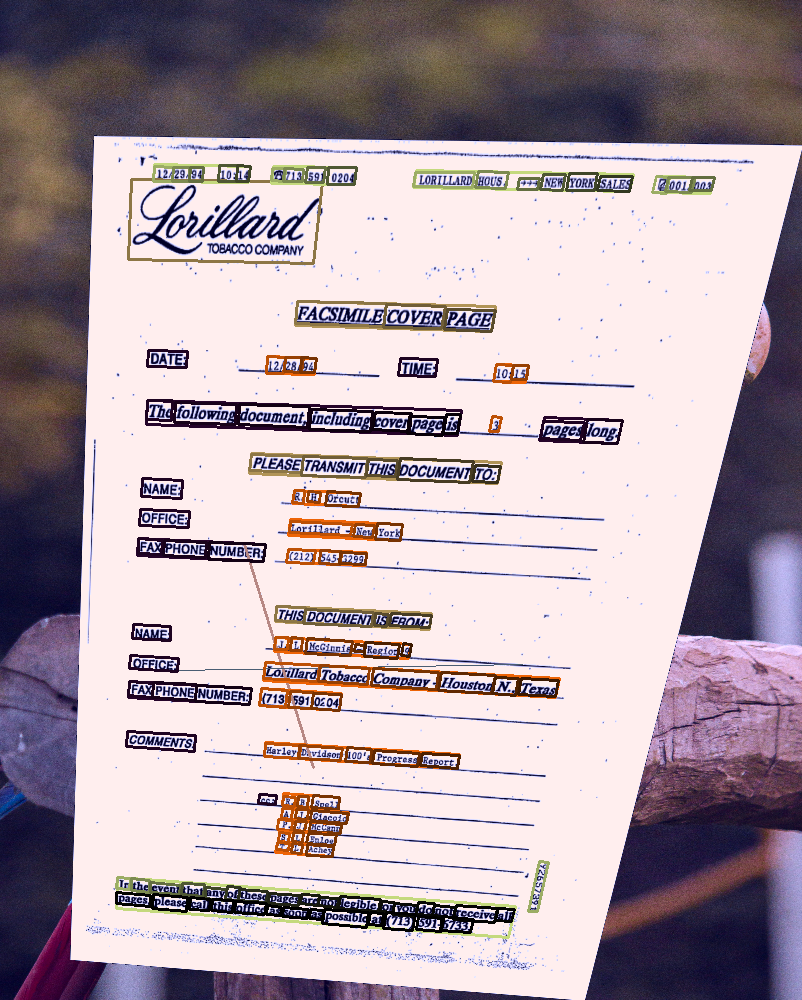 12/29/94 10:14 ☎713 591 0204 LORILLARD HOUS. +++ NEW YORK SALES 001/003
Lorillard
TOBACCO COMPANY
FACSIMILE COVER PAGE
DATE: 12/28/94 TIME: 10:15
The following document, including cover page is 3 pages long.
PLEASE TRANSMIT THIS DOCUMENT TO:
NAME: R. H. Orcutt
OFFICE: Lorillard - New York
FAX PHONE NUMBER: (212) 545-3299
THIS DOCUMENT IS FROM:
NAME: J. L. McGinnis - Region 19
OFFICE: Lorillard Tobacco Company - Houston N., Texas
FAX PHONE NUMBER: (713) 591 0204
COMMENTS: Harley Davidson 100's Progress Report
cc: R. B. Spell
A. J. Giacoio
P. J. McCann
S. L. Evins
T. L. Achey
If the event that any of these pages are not legible or you do not receive all
pages, please call this office as soon as possible at (713) 591-5733
92657391